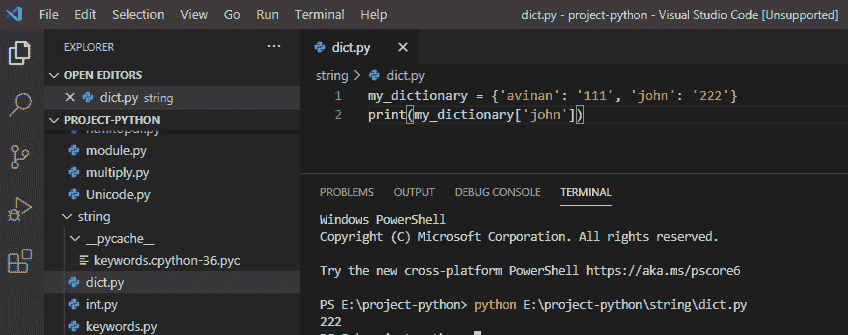 File Edit Selection View Go Run Terminal Help dict.py - project-python - Visual Studio Code [Unsupported]
EXPLORER ...
OPEN EDITORS
dict.py string
PROJECT-PYTHON
module.py
multiply.py
Unicode.py
string
__pycache__
keywords.cpython-36.pyc
dict.py
int.py
keywords.py
dict.py
string > dict.py
1 my_dictionary = {'avinan': '111', 'john': '222'}
2 print(my_dictionary['john'])
PROBLEMS OUTPUT DEBUG CONSOLE TERMINAL
Windows PowerShell
Copyright (C) Microsoft Corporation. All rights reserved.
Try the new cross-platform PowerShell https://aka.ms/pscore6
PS E:\project-python> python E:\project-python\string\dict.py
222